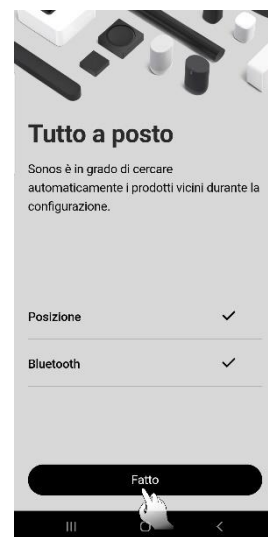 Tutto a posto
Sonos è in grado di cercare
automaticamente i prodotti vicini durante la
configurazione.
Posizione
Bluetooth
Fatto